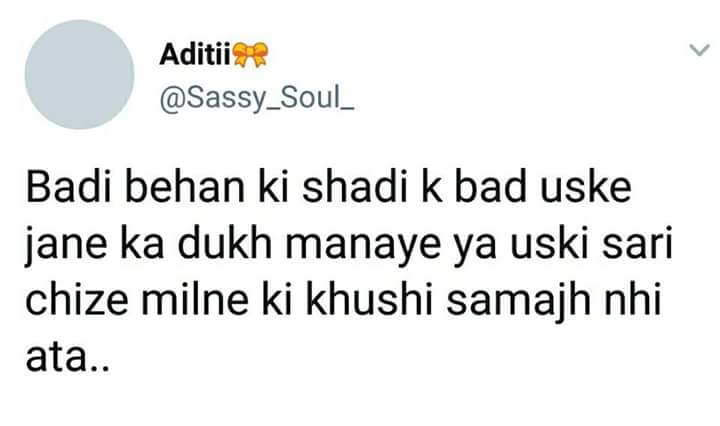 Aditii🎀
@Sassy_Soul_
Badi behan ki shadi k bad uske
jane ka dukh manaye ya uski sari
chize milne ki khushi samajh nhi
ata..